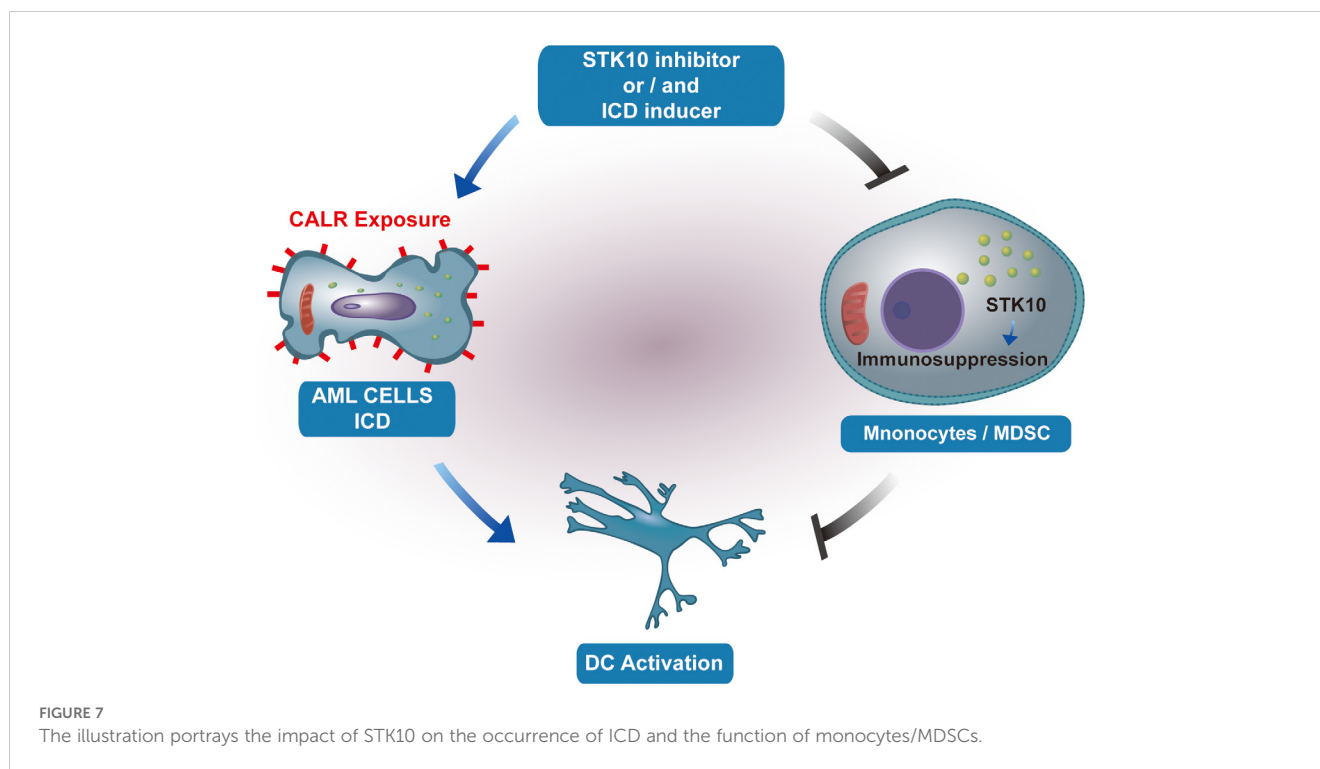 STK10 inhibitor
or / and
ICD inducer
CALR Exposure
AML CELLS
ICD
STK10
Immunosuppression
Mnonocytes / MDSC
DC Activation
FIGURE 7
The illustration portrays the impact of STK10 on the occurrence of ICD and the function of monocytes/MDSCs.